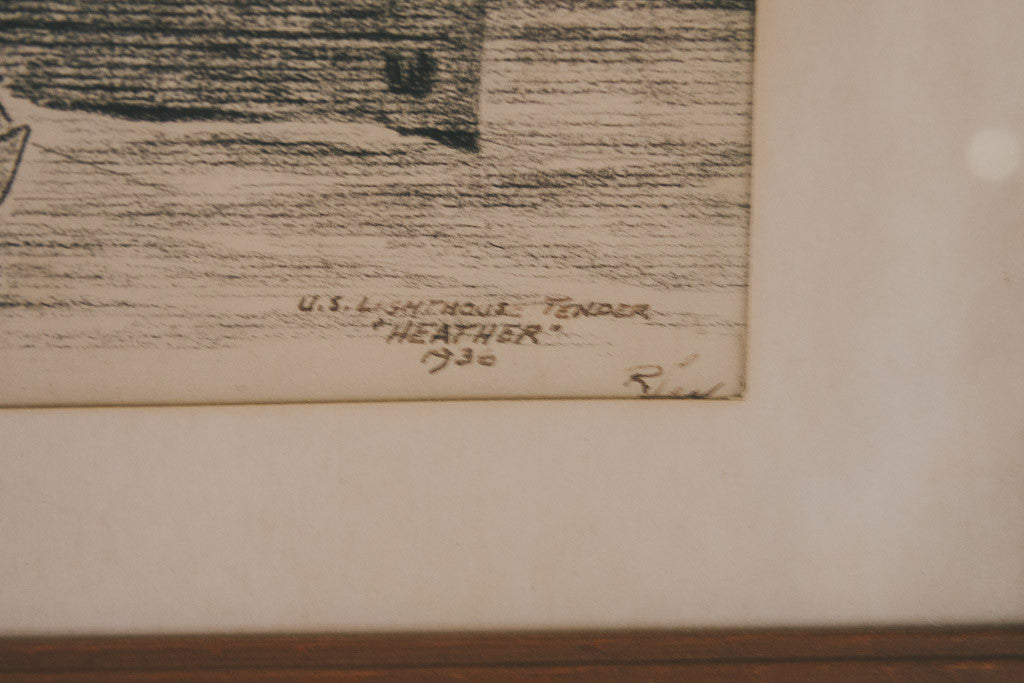 U.S. LIGHTHOUSE TENDER
"HEATHER"
1930